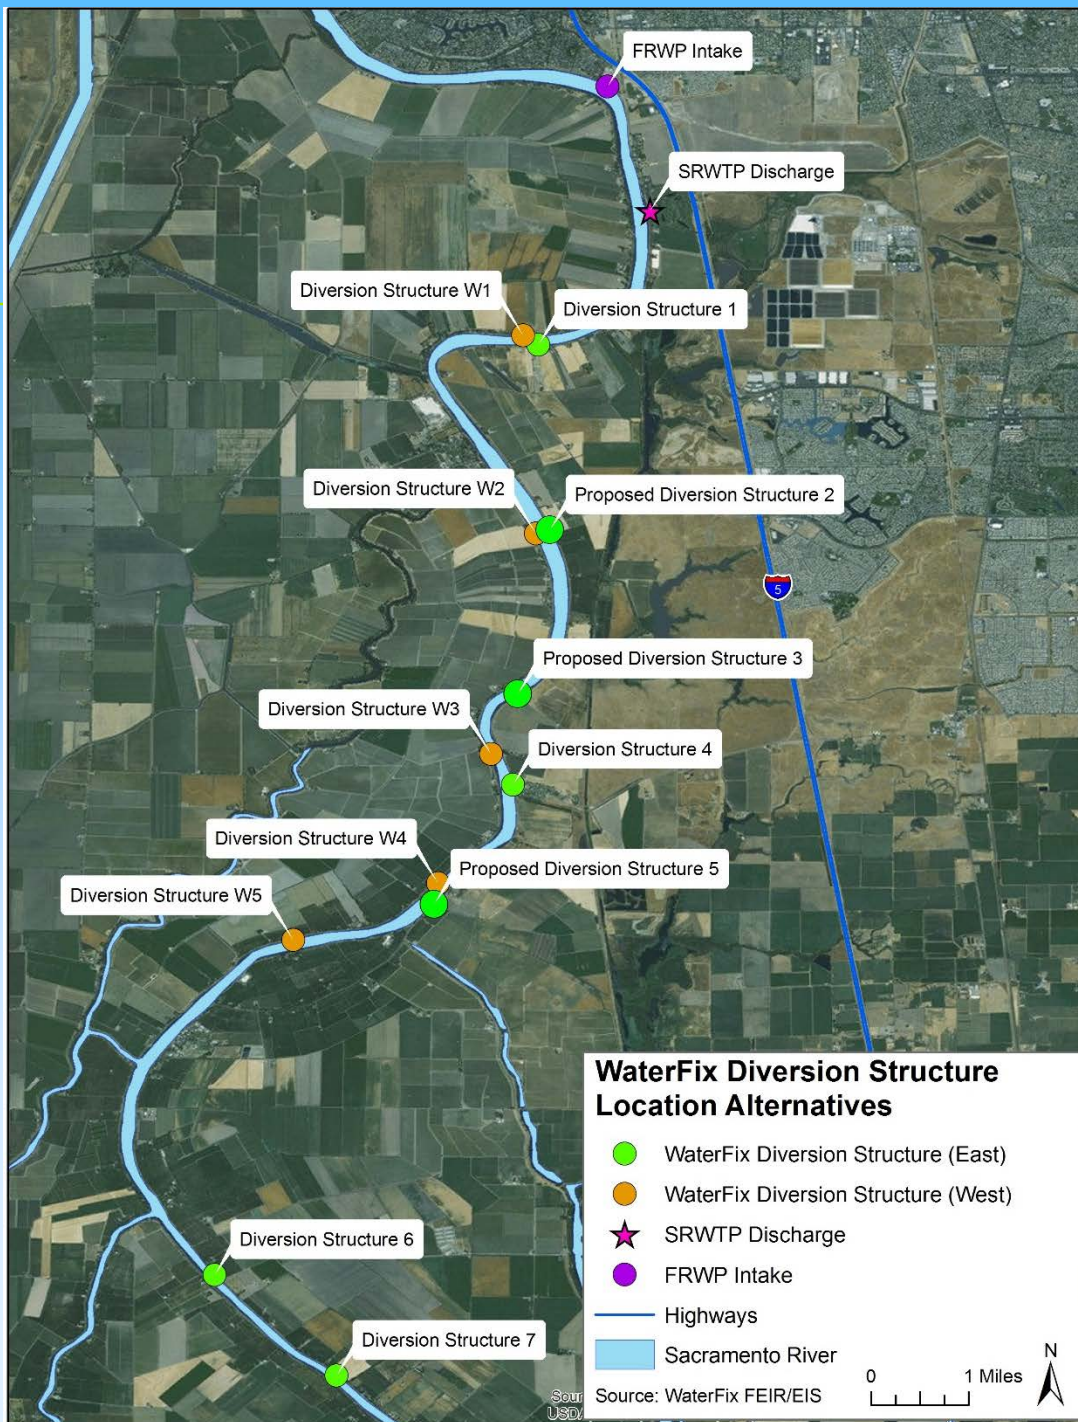 FRWP Intake
SRWTP Discharge
Diversion Structure W1
Diversion Structure 1
Diversion Structure W2
Proposed Diversion Structure 2
5
Proposed Diversion Structure 3
Diversion Structure W3
Diversion Structure 4
Diversion Structure W4
Proposed Diversion Structure 5
Diversion Structure W5
Diversion Structure 6
Diversion Structure 7
WaterFix Diversion Structure
Location Alternatives
WaterFix Diversion Structure (East)
WaterFix Diversion Structure (West)
SRWTP Discharge
FRWP Intake
Highways
Sacramento River
Source: WaterFix FEIR/EIS
0 1 Miles
N